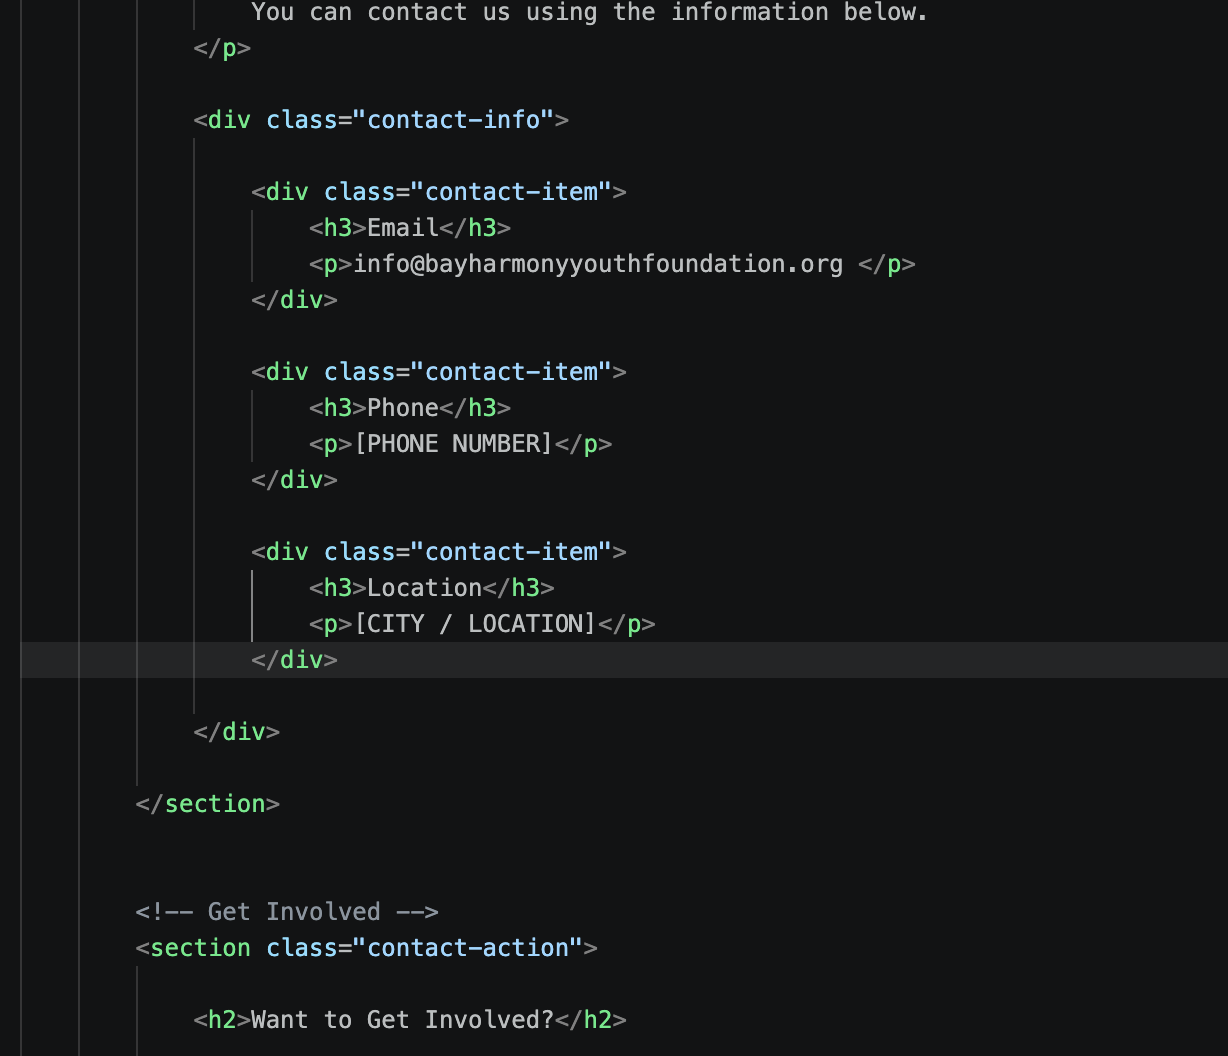 You can contact us using the information below.
</p>
<div class="contact-info">
<div class="contact-item">
<h3>Email</h3>
<p>info@bayharmonyyouthfoundation.org </p>
</div>
<div class="contact-item">
<h3>Phone</h3>
<p>[PHONE NUMBER]</p>
</div>
<div class="contact-item">
<h3>Location</h3>
<p>[CITY / LOCATION]</p>
</div>
</div>
</section>
<!-- Get Involved -->
<section class="contact-action">
<h2>Want to Get Involved?</h2>